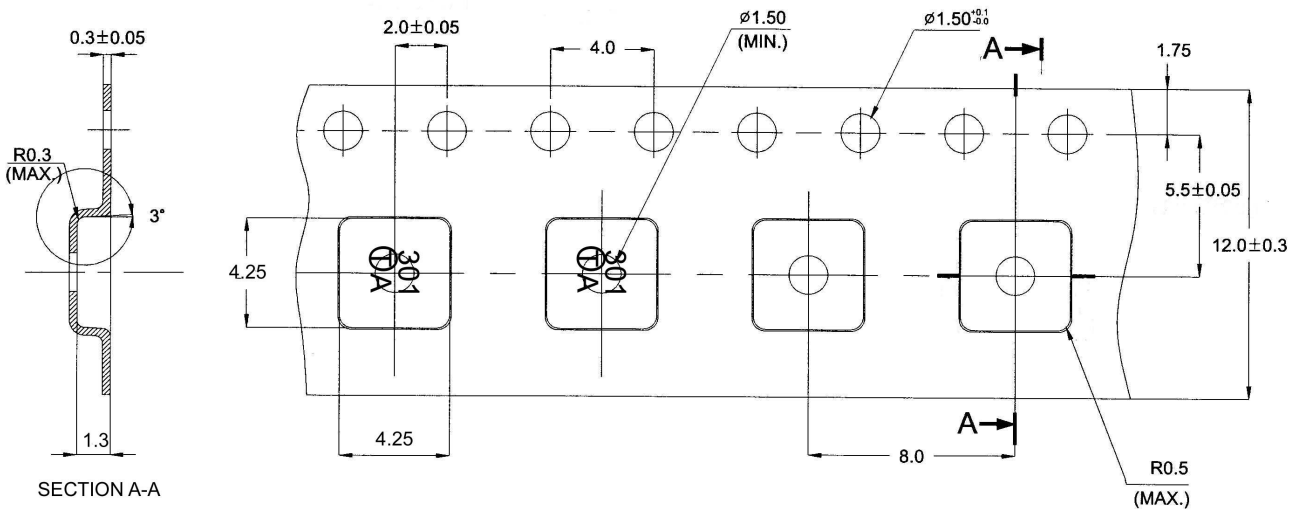 0.3±0.05
2.0±0.05
4.0
ø1.50
(MIN.)
ø1.50+0.1-0.0
A
1.75
R0.3
(MAX.)
3°
5.5±0.05
12.0±0.3
4.25
301
T A
301
T A
1.3
4.25
8.0
A
R0.5
(MAX.)
SECTION A-A